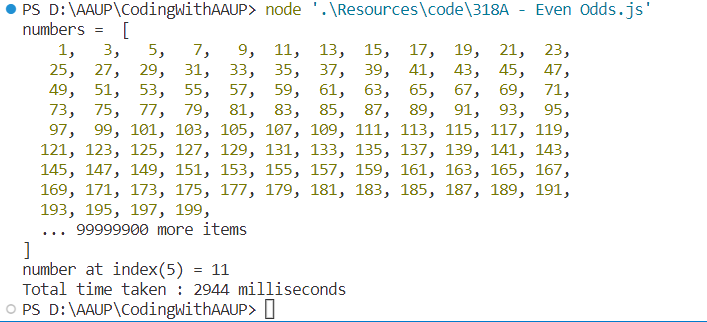 PS D:\AAUP\CodingWithAAUP> node '.\Resources\code\318A - Even Odds.js'
numbers =  [
1, 3, 5, 7, 9, 11, 13, 15, 17, 19, 21, 23,
25, 27, 29, 31, 33, 35, 37, 39, 41, 43, 45, 47,
49, 51, 53, 55, 57, 59, 61, 63, 65, 67, 69, 71,
73, 75, 77, 79, 81, 83, 85, 87, 89, 91, 93, 95,
97, 99, 101, 103, 105, 107, 109, 111, 113, 115, 117, 119,
121, 123, 125, 127, 129, 131, 133, 135, 137, 139, 141, 143,
145, 147, 149, 151, 153, 155, 157, 159, 161, 163, 165, 167,
169, 171, 173, 175, 177, 179, 181, 183, 185, 187, 189, 191,
193, 195, 197, 199,
... 99999900 more items
]
number at index(5) = 11
Total time taken : 2944 milliseconds
PS D:\AAUP\CodingWithAAUP>